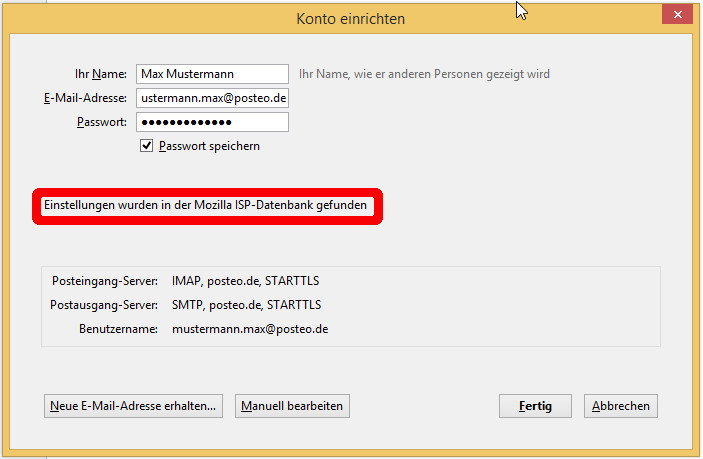 Konto einrichten
Ihr Name: Max Mustermann Ihr Name, wie er anderen Personen gezeigt wird
E-Mail-Adresse: ustermann.max@posteo.de
Passwort: ●●●●●●●●●●●●●
Passwort speichern
Einstellungen wurden in der Mozilla ISP-Datenbank gefunden
Posteingang-Server: IMAP, posteo.de, STARTTLS
Postausgang-Server: SMTP, posteo.de, STARTTLS
Benutzername: mustermann.max@posteo.de
Neue E-Mail-Adresse erhalten... Manuell bearbeiten Fertig Abbrechen